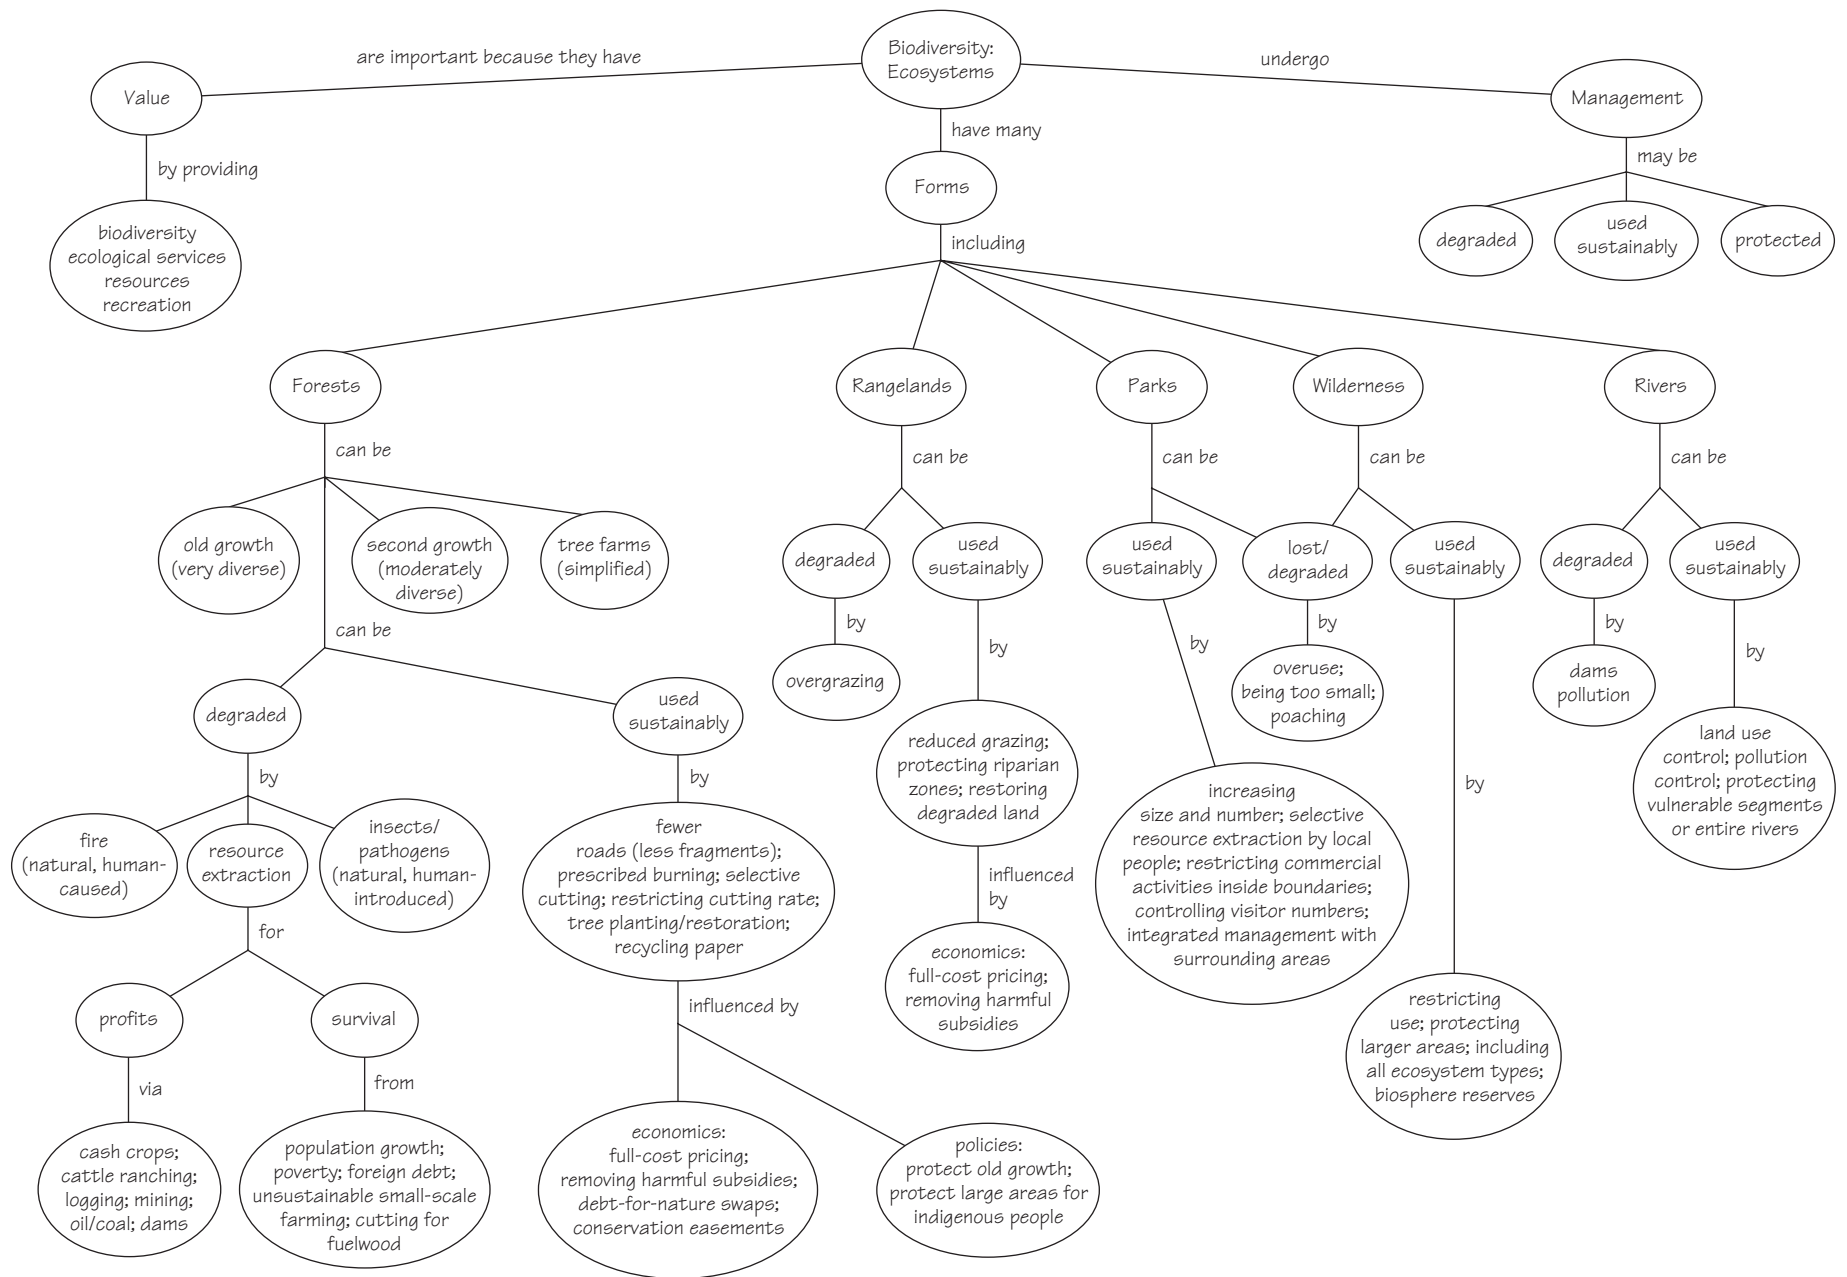 Biodiversity:
Ecosystems
are important because they have
undergo
Value
Management
have many
by providing
may be
Forms
biodiversity
ecological services
resources
recreation
including
degraded
used
sustainably
protected
Forests
Rangelands
Parks
Wilderness
Rivers
can be
can be
can be
can be
can be
old growth
(very diverse)
second growth
(moderately
diverse)
tree farms
(simplified)
degraded
used
sustainably
used
sustainably
lost/
degraded
used
sustainably
degraded
used
sustainably
can be
by
by
by
by
by
by
by
by
overgrazing
overuse;
being too small;
poaching
dams
pollution
degraded
used
sustainably
reduced grazing;
protecting riparian
zones; restoring
degraded land
land use
control; pollution
control; protecting
vulnerable segments
or entire rivers
by
by
increasing
size and number; selective
resource extraction by local
people; restricting commercial
activities inside boundaries;
controlling visitor numbers;
integrated management with
surrounding areas
fire
(natural, human-
caused)
resource
extraction
insects/
pathogens
(natural, human-
introduced)
fewer
roads (less fragments);
prescribed burning; selective
cutting; restricting cutting rate;
tree planting/restoration;
recycling paper
influenced
by
for
economics:
full-cost pricing;
removing harmful
subsidies
profits
survival
influenced by
restricting
use; protecting
larger areas; including
all ecosystem types;
biosphere reserves
via
from
cash crops;
cattle ranching;
logging; mining;
oil/coal; dams
population growth;
poverty; foreign debt;
unsustainable small-scale
farming; cutting for
fuelwood
economics:
full-cost pricing;
removing harmful subsidies;
debt-for-nature swaps;
conservation easements
policies:
protect old growth;
protect large areas for
indigenous people